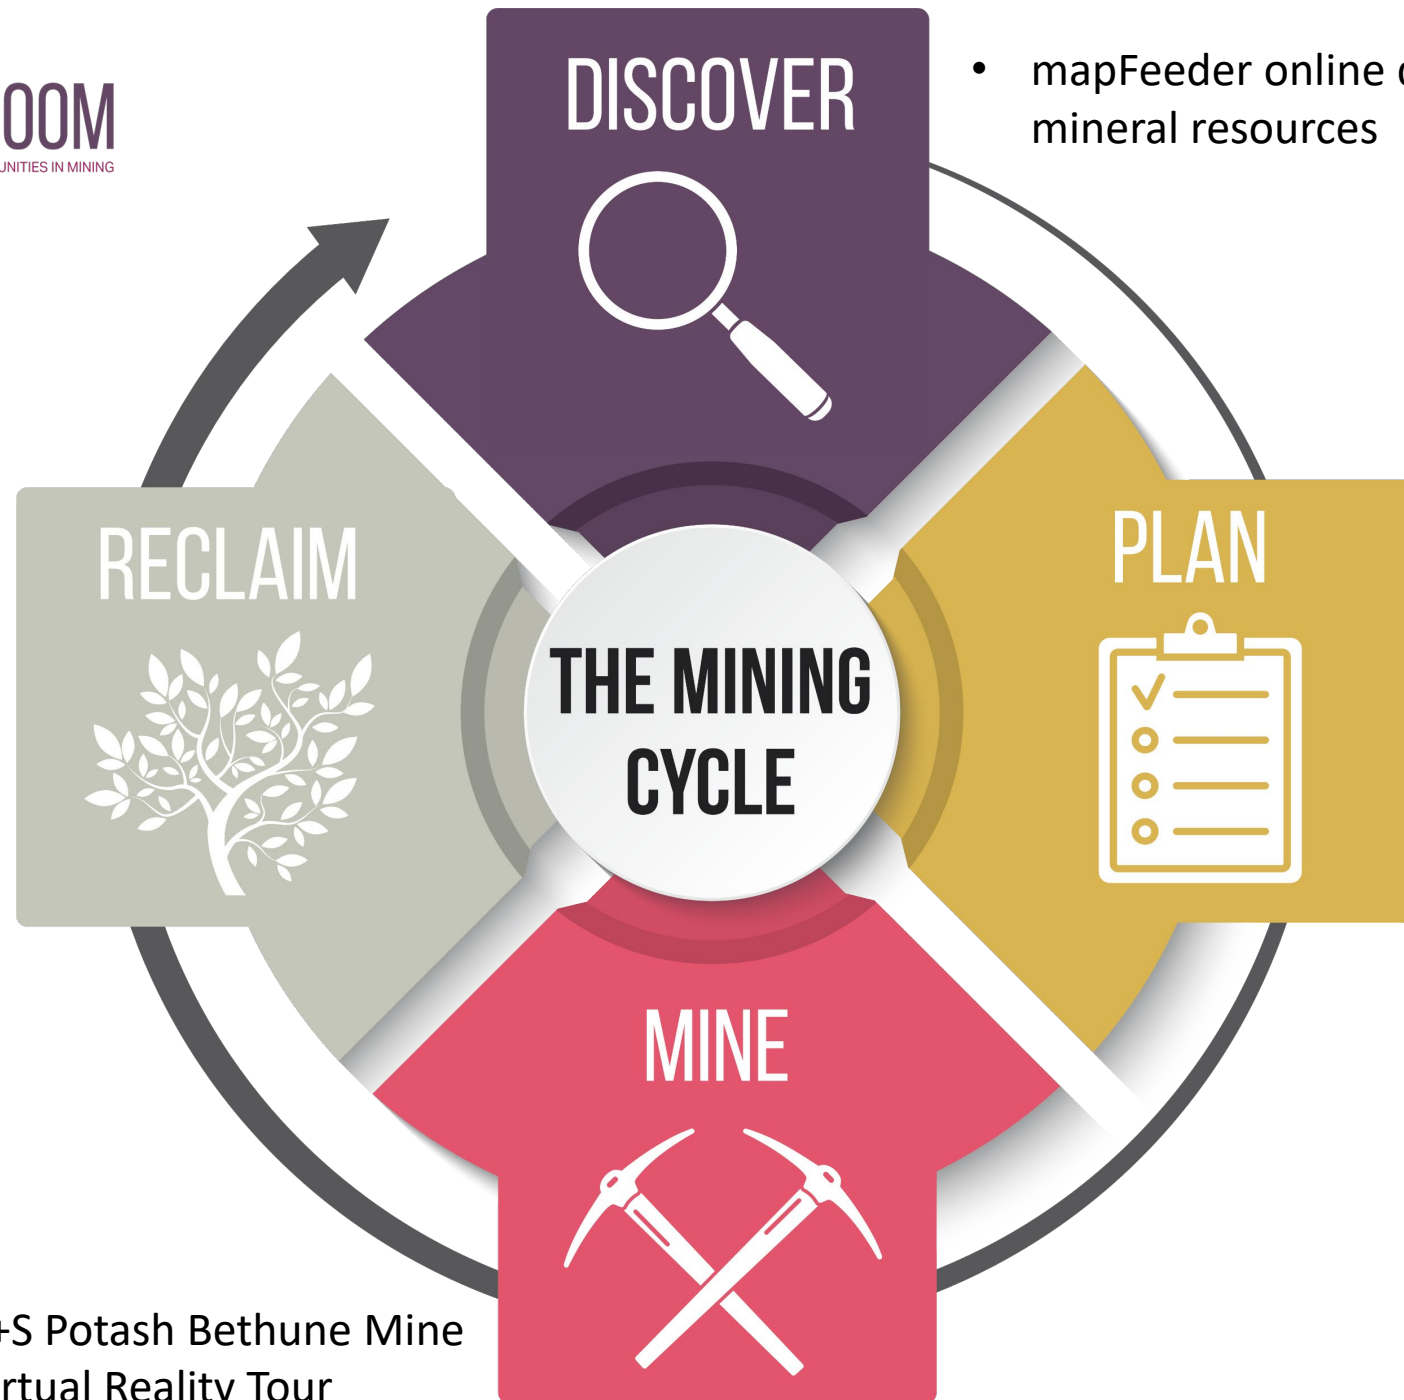 DISCOVER
• mapFeeder online
mineral resources
OOM
UNITIES IN MINING
RECLAIM
PLAN
THE MINING
CYCLE
MINE
+S Potash Bethune Mine
rtual Reality Tour